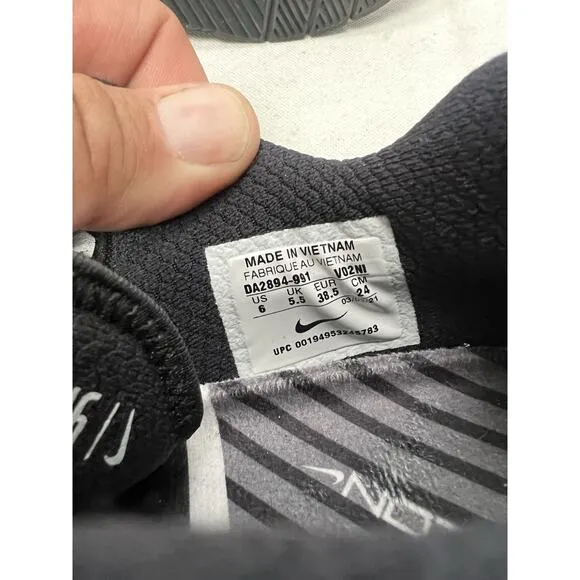 MADE IN VIETNAM
FABRIQUE AU VIETNAM
DA2894-991 V02NI
US UK EUR CM
6 5.5 38.5 24
UPC 00194953245783